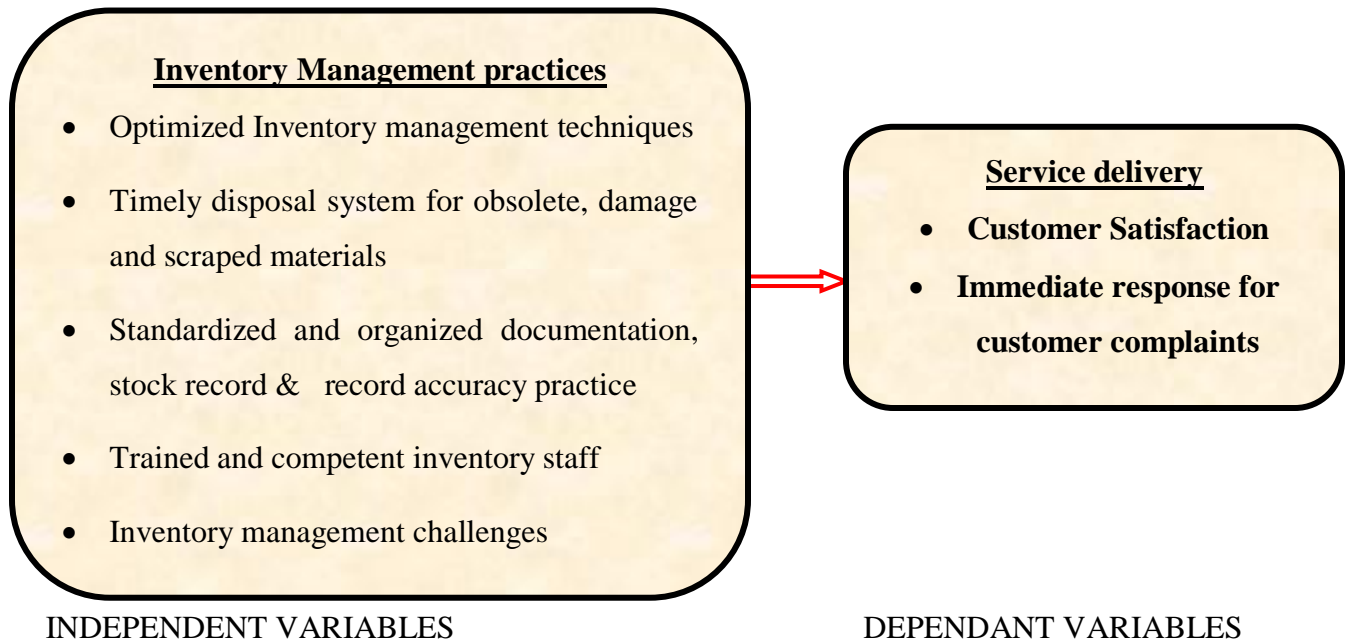 Inventory Management practices
• Optimized Inventory management techniques
• Timely disposal system for obsolete, damage
and scraped materials
• Standardized and organized documentation,
stock record & record accuracy practice
• Trained and competent inventory staff
• Inventory management challenges
Service delivery
• Customer Satisfaction
• Immediate response for
customer complaints
INDEPENDENT VARIABLES
DEPENDANT VARIABLES